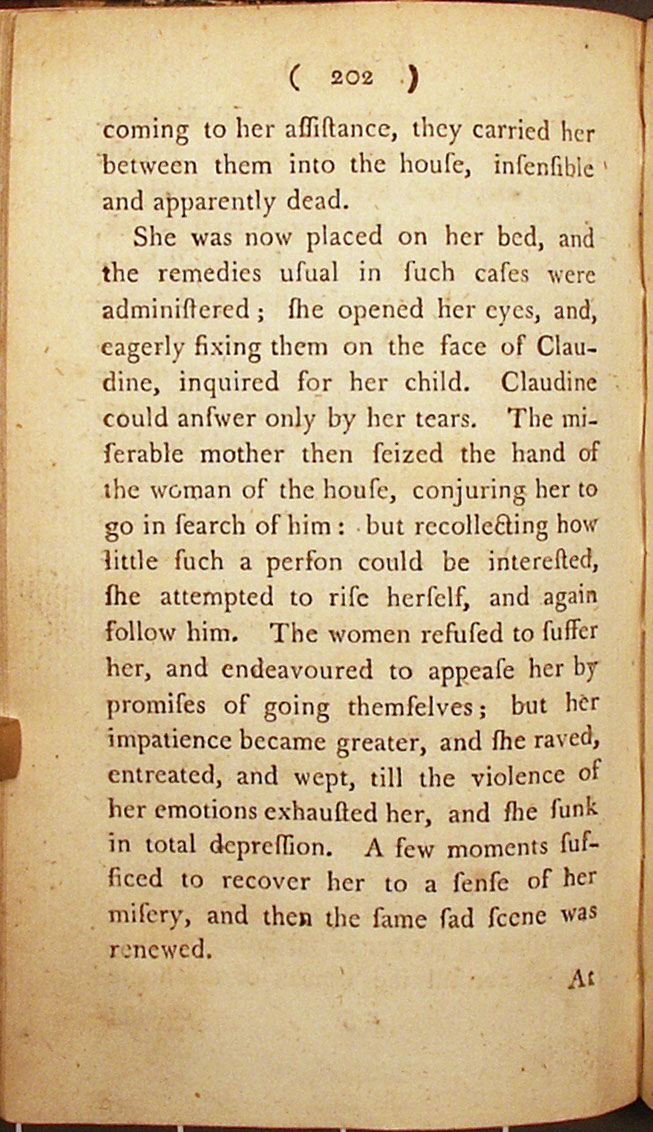 ( 202 )
coming to her aſſiſtance, they carried her
between them into the houſe, inſenſible
and apparently dead.
She was now placed on her bed, and
the remedies uſual in ſuch caſes were
adminiſtered ; ſhe opened her eyes, and,
eagerly fixing them on the face of Clau-
dine, inquired for her child. Claudine
could anſwer only by her tears. The mi-
ſerable mother then ſeized the hand of
the woman of the houſe, conjuring her to
go in ſearch of him : but recollecting how
little ſuch a perſon could be intereſted,
ſhe attempted to riſe herſelf, and again
follow him. The women refuſed to ſuffer
her, and endeavoured to appeaſe her by
promiſes of going themſelves ; but her
impatience became greater, and ſhe raved,
entreated, and wept, till the violence of
her emotions exhauſted her, and ſhe ſunk
in total depreſſion. A few moments ſuf-
ficed to recover her to a ſenſe of her
miſery, and then the ſame ſad ſcene was
renewed.
At